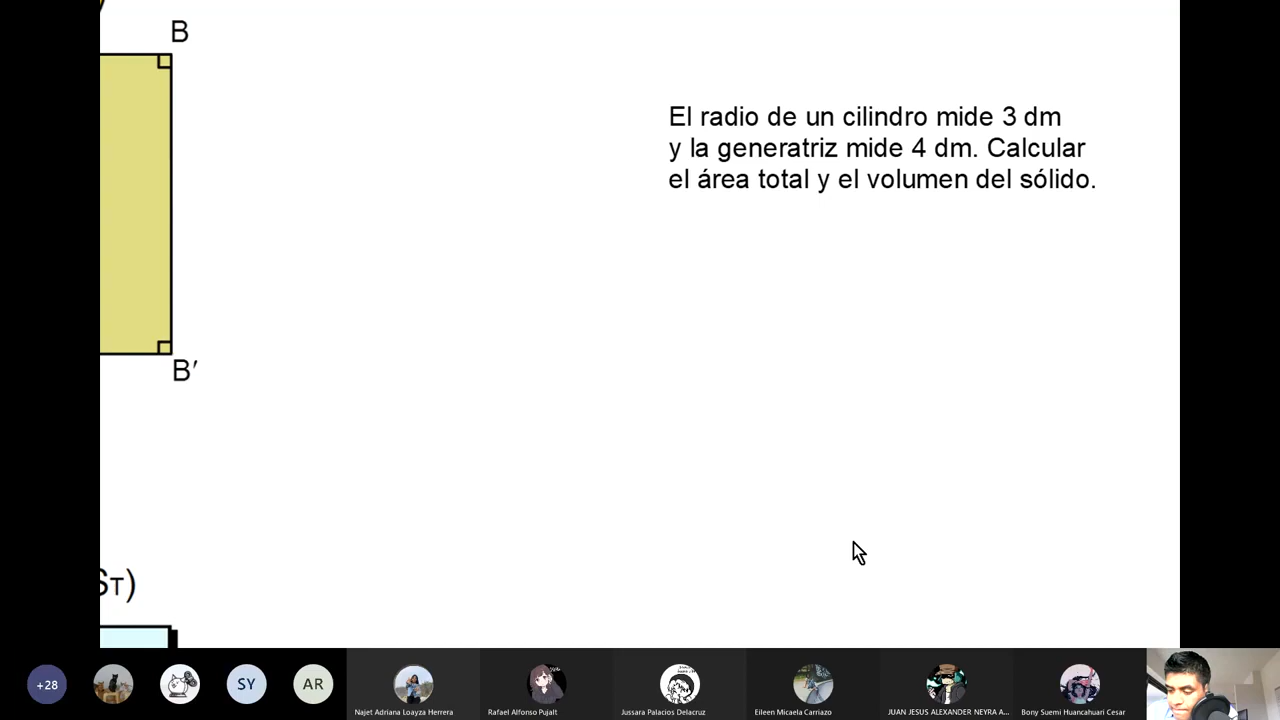 B
El radio de un cilindro mide 3 dm
y la generatriz mide 4 dm. Calcular
el área total y el volumen del sólido.
B′
ST)
+28
SY
AR
Najet Adriana Loayza Herrera
Rafael Alfonso Pujalt
Jussara Palacios Delacruz
Eileen Micaela Carriazo
JUAN JESUS ALEXANDER NEYRA A...
Bony Suemi Huancahuari Cesar